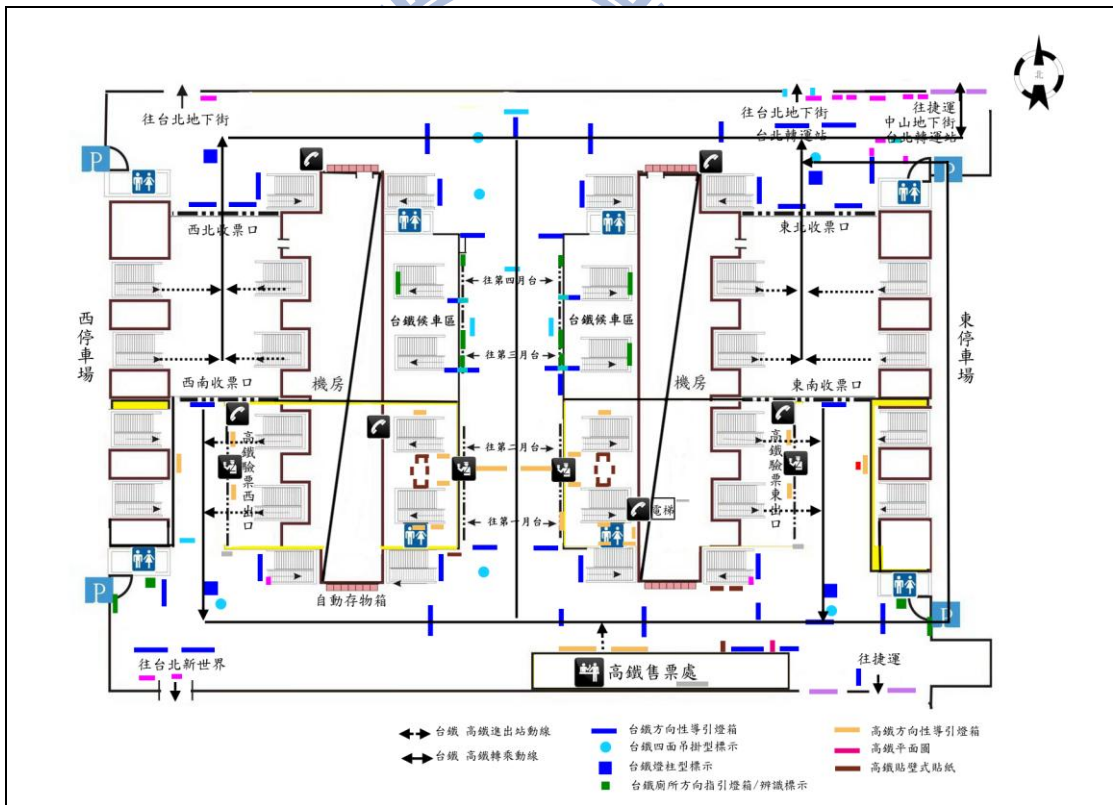 北
往台北地下街
往台北地下街
台北轉運站
往捷運
中山地下街
台北轉運站
P
P
西北收票口
東北收票口
往第四月台
台鐵候車區
台鐵候車區
西停車場
東停車場
往第三月台
西南收票口
機房
機房
東南收票口
高鐵驗票西出口
往第二月台
高鐵驗票東出口
電梯
往第一月台
P
P
自動存物箱
往台北新世界
高鐵售票處
往捷運
台鐵 高鐵進出站動線
台鐵 高鐵轉乘動線
台鐵方向性導引燈箱
台鐵四面吊掛型標示
台鐵燈柱型標示
台鐵廁所方向指引燈箱/辨識標示
高鐵方向性導引燈箱
高鐵平面圖
高鐵貼壁式貼紙